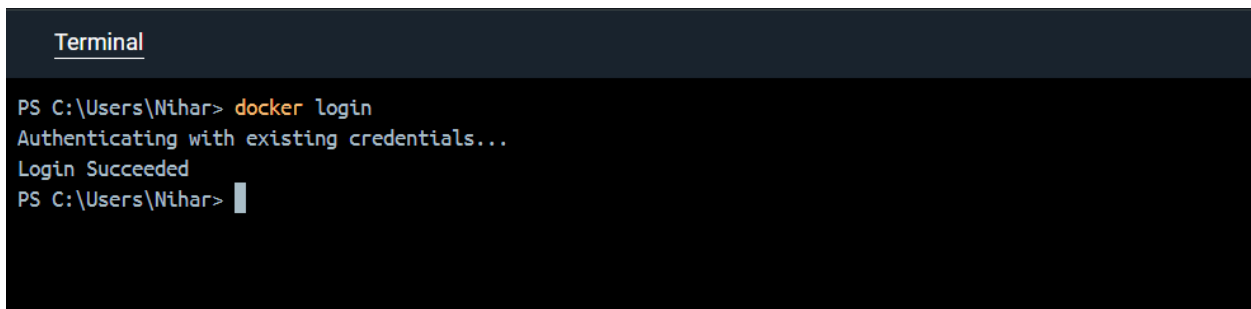 Terminal
PS C:\Users\Nihar> docker login
Authenticating with existing credentials...
Login Succeeded
PS C:\Users\Nihar>